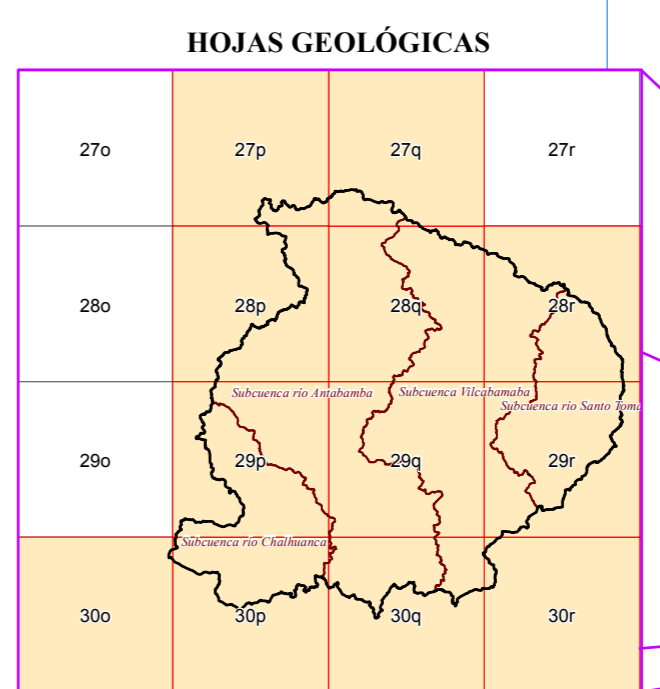 HOJAS GEOLÓGICAS
27o 27p 27q 27r
28o 28p 28q 28r
Subcuenca río Antabamba Subcuenca Vilcabamaba
Subcuenca río Santo Toma
29o 29p 29q 29r
Subcuenca río Chalhuanca
30o 30p 30q 30r